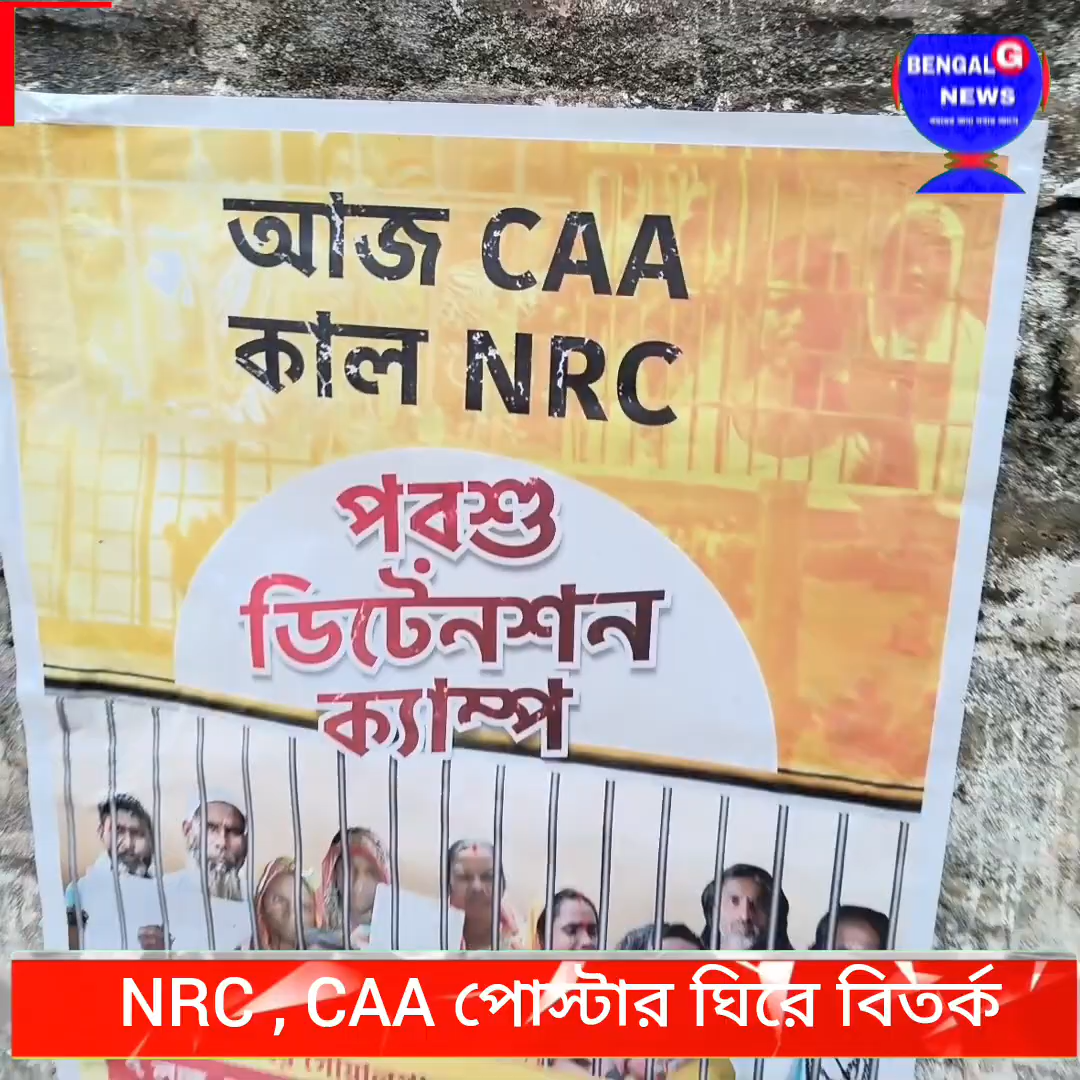 BENGAL G
NEWS
আজ CAA
কাল NRC
পরশু
ডিটেনশন
ক্যাম্প
NRC , CAA পোস্টার ঘিরে বিতর্ক